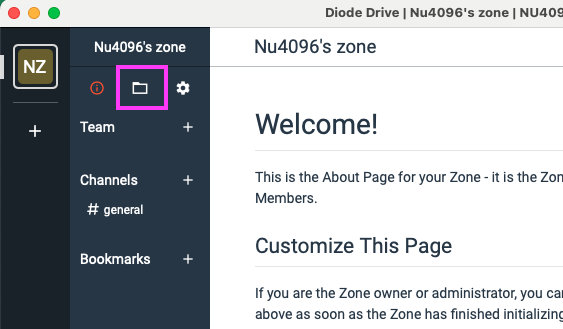 Diode Drive | Nu4096's zone | NU409
NZ
Nu4096's zone
Nu4096's zone
Team
Channels
# general
Bookmarks
Welcome!
This is the About Page for your Zone - it is the Zon
Members.
Customize This Page
If you are the Zone owner or administrator, you can
above as soon as the Zone has finished initializing